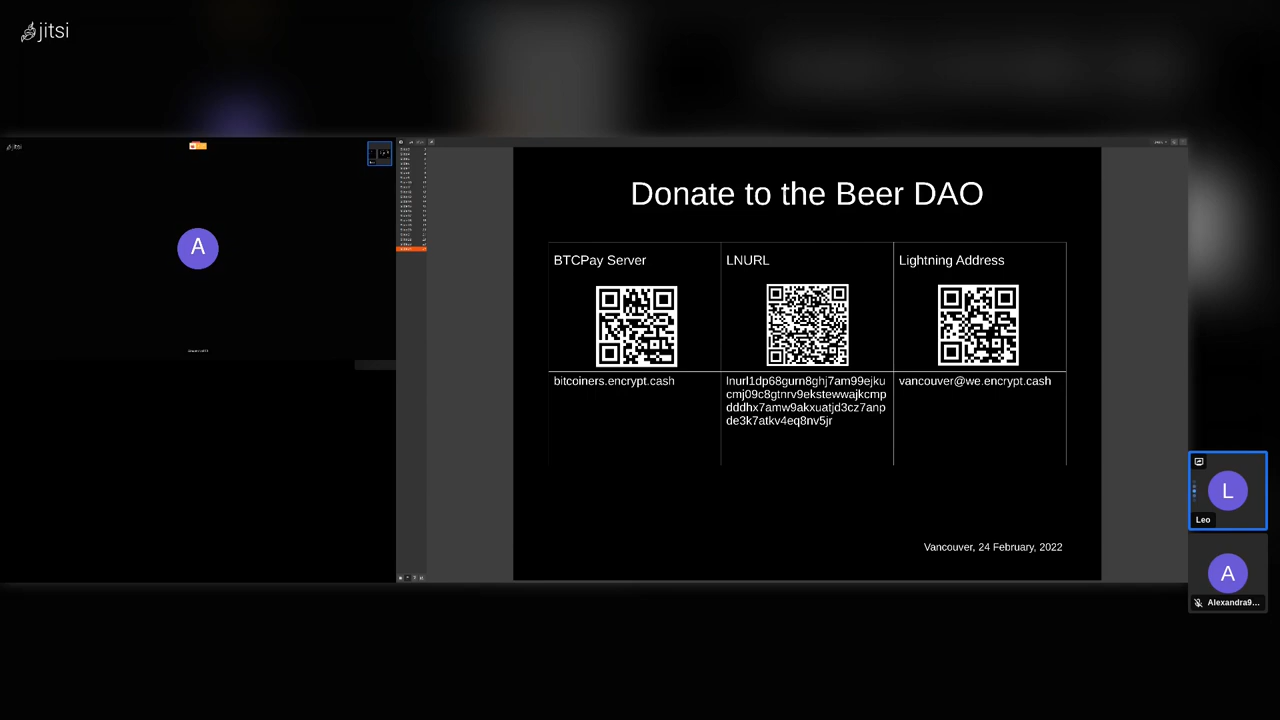 jitsi
jitsi
A
Donate to the Beer DAO
BTCPay Server
LNURL
Lightning Address
bitcoiners.encrypt.cash
lnurl1dp68gurn8ghj7am99ejku
cmj09c8gtnrv9ekstewwajkcmp
dddhx7amw9akxuatjd3cz7anp
de3k7atkv4eq8nv5jr
vancouver@we.encrypt.cash
Vancouver, 24 February, 2022
L
Leo
A
Alexandra9...